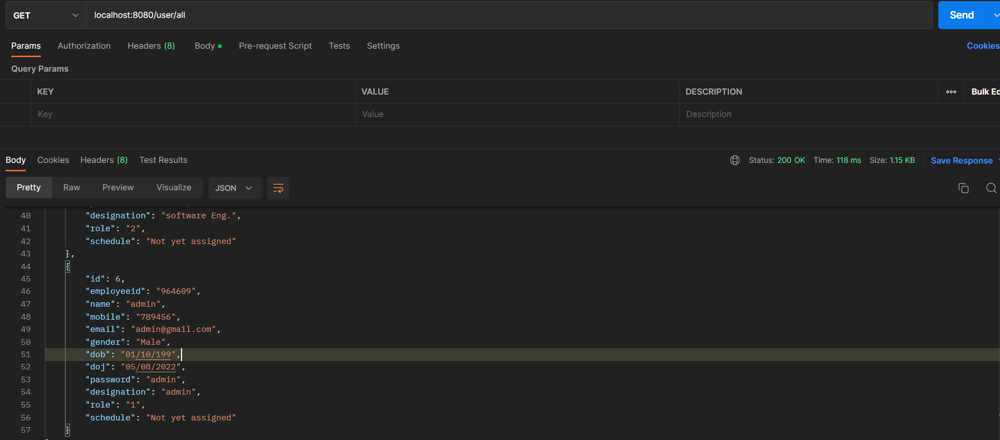 GET localhost:8080/user/all Send
Params Authorization Headers (8) Body Pre-request Script Tests Settings Cookies
Query Params
KEY VALUE DESCRIPTION Bulk Ed
Key Value Description
Body Cookies Headers (8) Test Results Status: 200 OK Time: 118 ms Size: 1.15 KB Save Response
Pretty Raw Preview Visualize JSON
40 "designation": "software Eng.",
41 "role": "2",
42 "schedule": "Not yet assigned"
43 },
44 {
45 "id": 6,
46 "employeeid": "964609",
47 "name": "admin",
48 "mobile": "789456",
49 "email": "admin@gmail.com",
50 "gender": "Male",
51 "dob": "01/10/199",
52 "doj": "05/08/2022",
53 "password": "admin",
54 "designation": "admin",
55 "role": "1",
56 "schedule": "Not yet assigned"
57 }